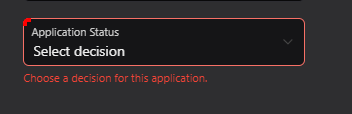 Application Status
Select decision
Choose a decision for this application.